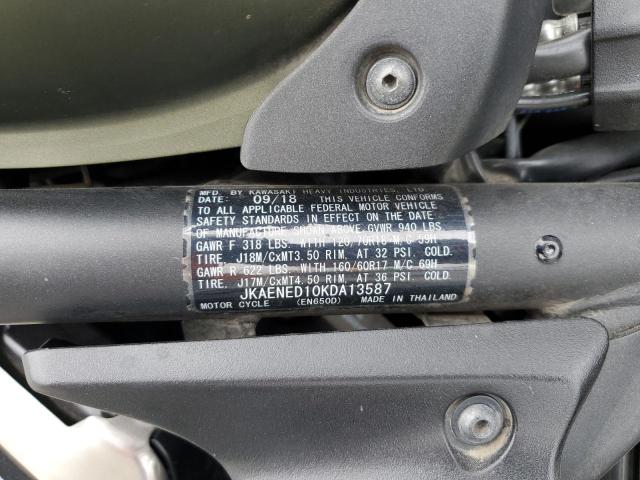 MFD. BY KAWASAKI HEAVY INDUSTRIES, LTD.
DATE: 09/18 THIS VEHICLE CONFORMS
TO ALL APPLICABLE FEDERAL MOTOR VEHICLE
SAFETY STANDARDS IN EFFECT ON THE DATE
OF MANUFACTURE SHOWN ABOVE.GVWR 940 LBS
GAWR F 318 LBS. WITH 120/70R18 M/C 59H
TIRE. J18M/CxMT3.50 RIM. AT 32 PSI. COLD.
GAWR R 622 LBS. WITH 160/60R17 M/C 69H
TIRE. J17M/CxMT4.50 RIM. AT 36 PSI. COLD.
JKAENED10KDA13587
MOTOR CYCLE (EN650D) MADE IN THAILAND